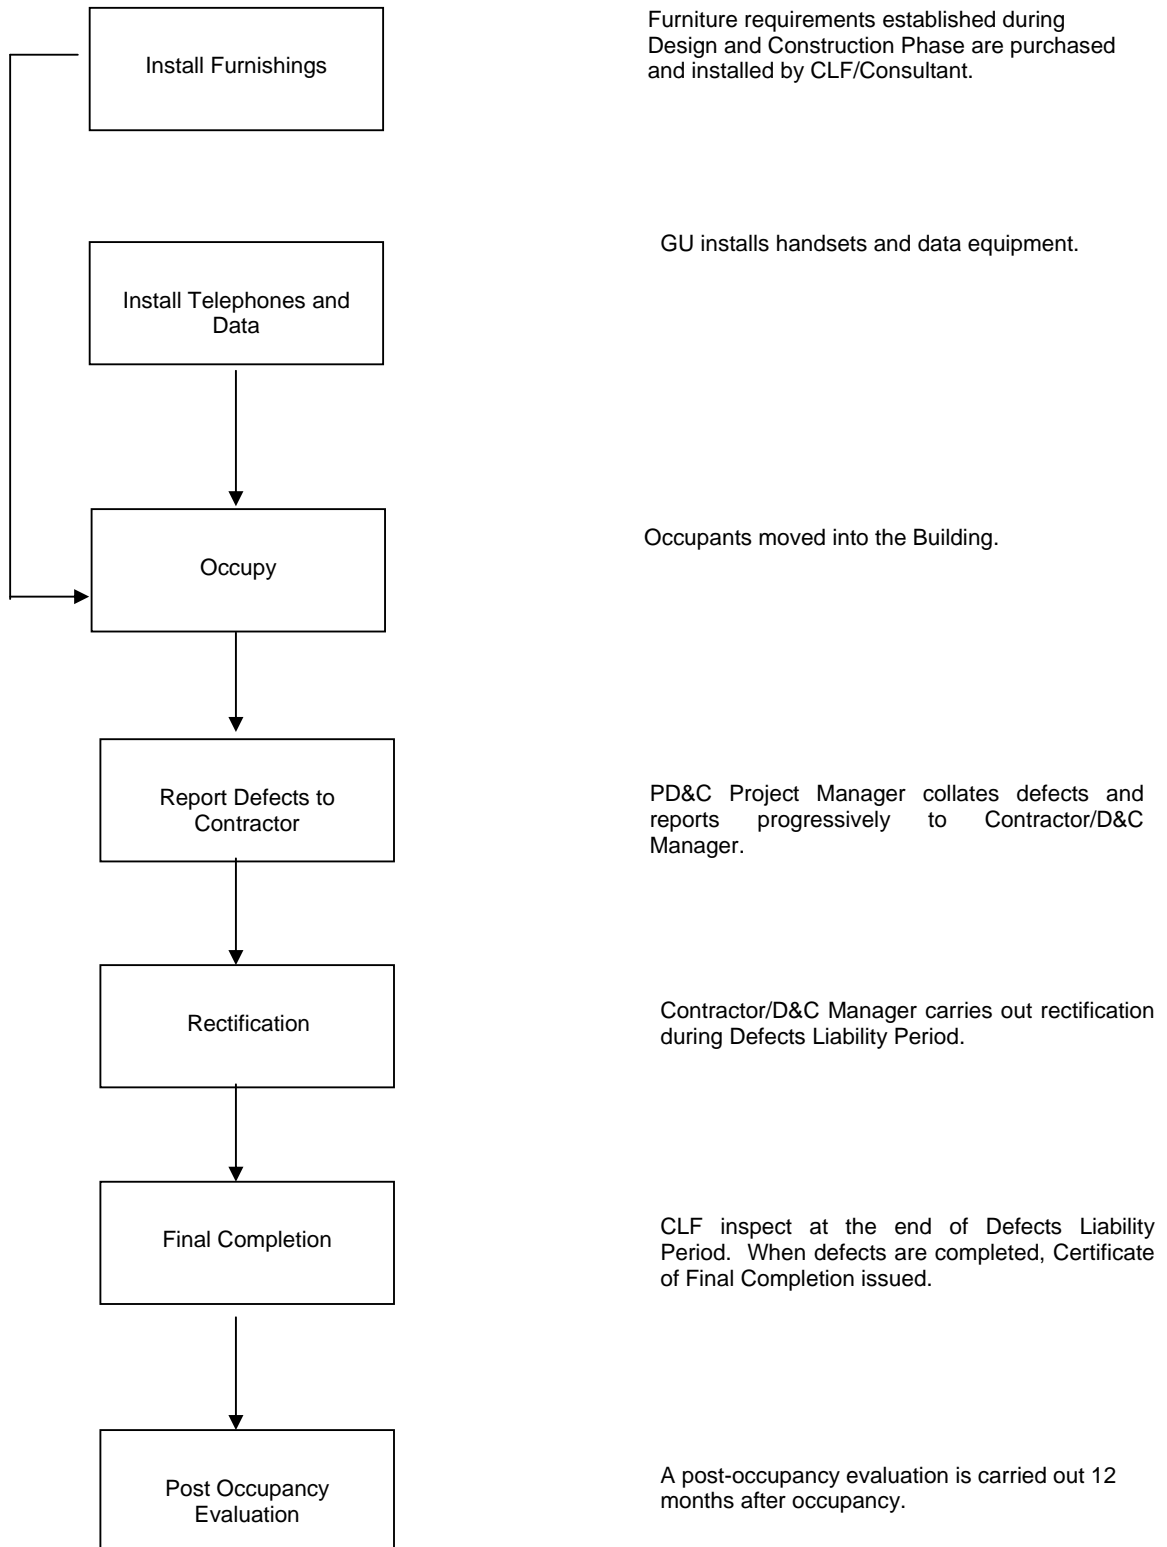 Install Furnishings
Furniture requirements established during
Design and Construction Phase are purchased
and installed by CLF/Consultant.
Install Telephones and
Data
GU installs handsets and data equipment.
Occupy
Occupants moved into the Building.
Report Defects to
Contractor
PD&C Project Manager collates defects and
reports progressively to Contractor/D&C
Manager.
Rectification
Contractor/D&C Manager carries out rectification
during Defects Liability Period.
Final Completion
CLF inspect at the end of Defects Liability
Period. When defects are completed, Certificate
of Final Completion issued.
Post Occupancy
Evaluation
A post-occupancy evaluation is carried out 12
months after occupancy.